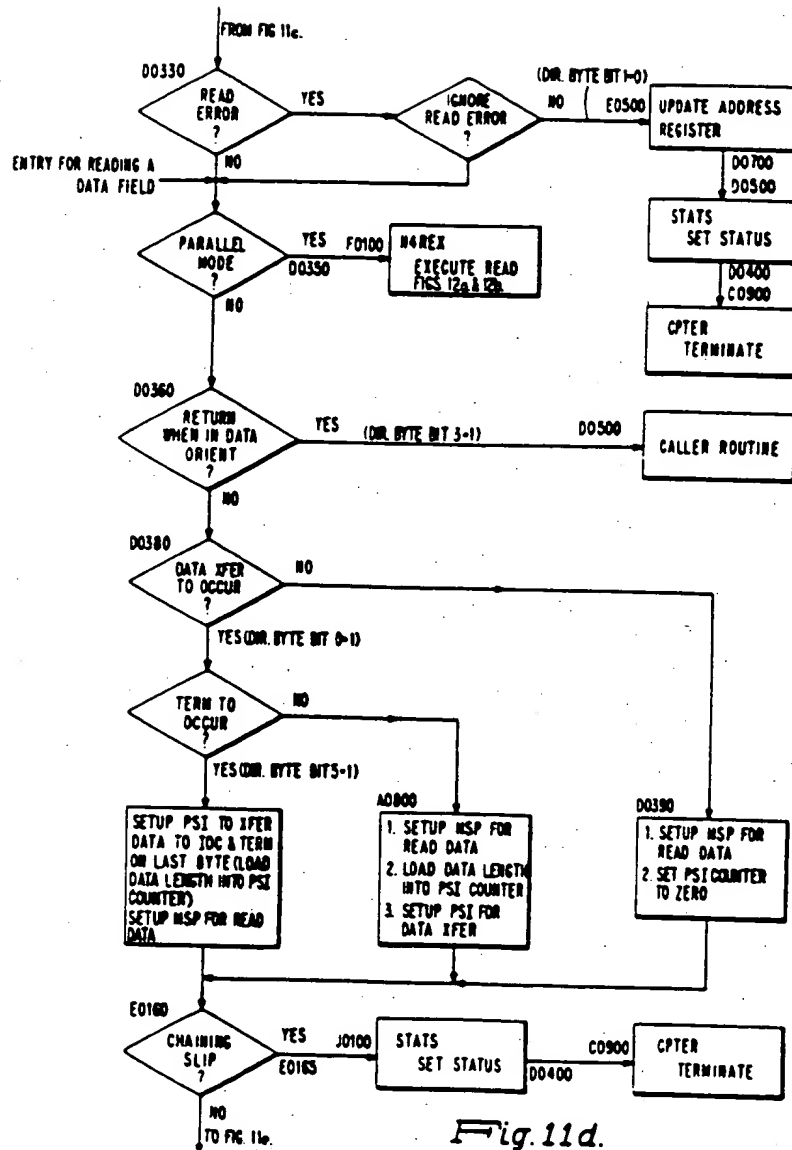 FROM FIG 11c.
D0330
READ
ERROR
?
YES
IGNORE
READ ERROR
?
NO
(DIR. BYTE BIT 1=0)
E0500
UPDATE ADDRESS
REGISTER
NO
ENTRY FOR READING A
DATA FIELD
D0700
D0500
STATS
SET STATUS
D0400
C0900
CPTER
TERMINATE
PARALLEL
MODE
?
YES
D0350
F0100
N4REX
EXECUTE READ
FIGS 12a & 12b.
NO
D0360
RETURN
WHEN IN DATA
ORIENT
?
YES
(DIR. BYTE BIT 3=1)
D0500
CALLER ROUTINE
NO
D0380
DATA XFER
TO OCCUR
?
NO
YES (DIR. BYTE BIT 0=1)
TERM TO
OCCUR
?
NO
YES (DIR. BYTE BIT 5=1)
SETUP PSI TO XFER
DATA TO IOC & TERM
ON LAST BYTE (LOAD
DATA LENGTH INTO PSI
COUNTER)
SETUP MSP FOR READ
DATA
A0800
1. SETUP MSP FOR
READ DATA
2. LOAD DATA LENGTH
INTO PSI COUNTER
3. SETUP PSI FOR
DATA XFER
D0390
1. SETUP MSP FOR
READ DATA
2. SET PSI COUNTER
TO ZERO
E0160
CHAINING
SLIP
?
YES
E0165
J0100
STATS
SET STATUS
D0400
C0900
CPTER
TERMINATE
NO
TO FIG. 11e.
Fig. 11d.